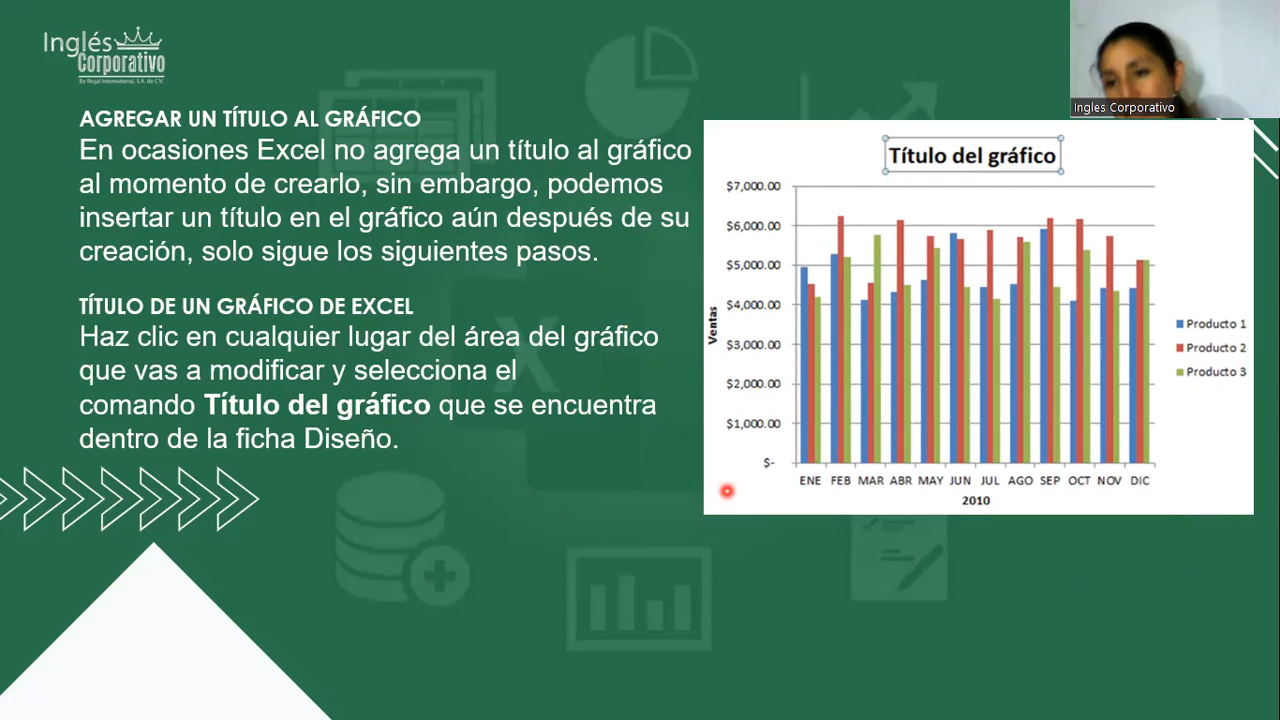 Inglés
Corporativo
By Regal International, S.A. de C.V.
Ingles Corporativo
AGREGAR UN TÍTULO AL GRÁFICO
En ocasiones Excel no agrega un título al gráfico
al momento de crearlo, sin embargo, podemos
insertar un título en el gráfico aún después de su
creación, solo sigue los siguientes pasos.
TÍTULO DE UN GRÁFICO DE EXCEL
Haz clic en cualquier lugar del área del gráfico
que vas a modificar y selecciona el
comando Título del gráfico que se encuentra
dentro de la ficha Diseño.
Título del gráfico
$7,000.00
$6,000.00
$5,000.00
$4,000.00
$3,000.00
$2,000.00
$1,000.00
$-
Ventas
ENE FEB MAR ABR MAY JUN JUL AGO SEP OCT NOV DIC
2010
Producto 1
Producto 2
Producto 3
X